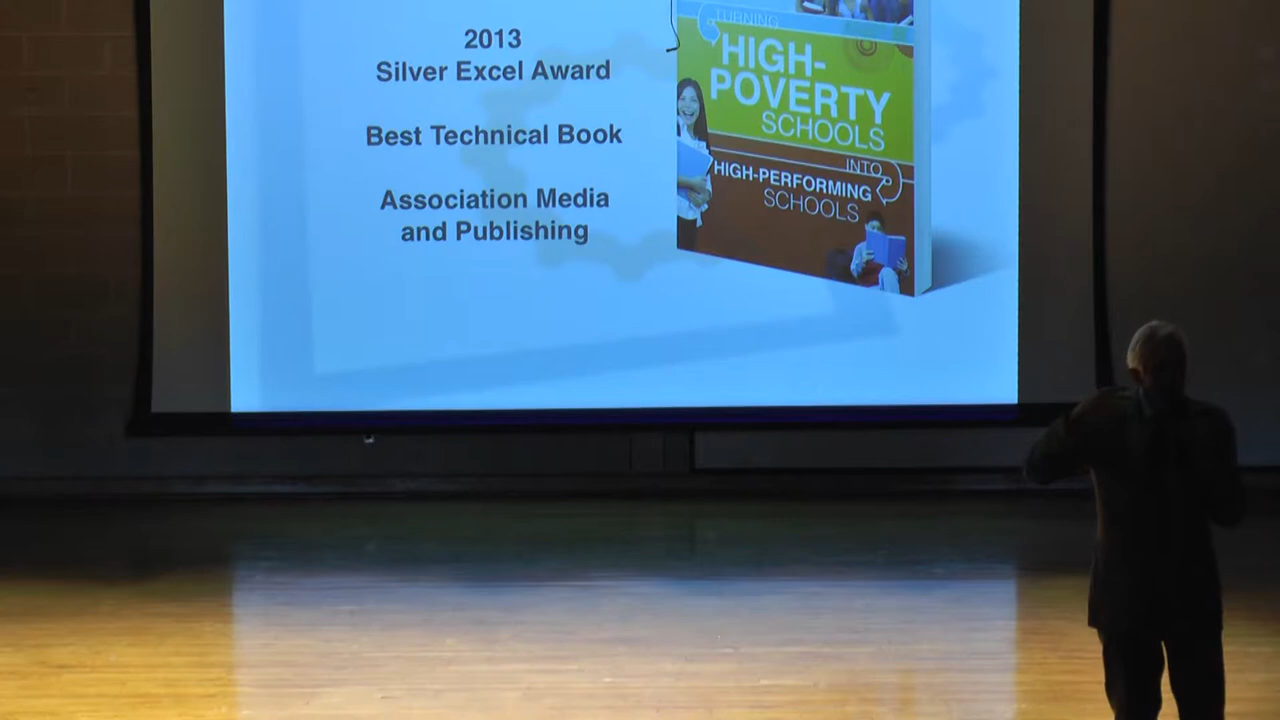 2013
Silver Excel Award
Best Technical Book
Association Media
and Publishing
TURNING
HIGH-
POVERTY
SCHOOLS
INTO
HIGH-PERFORMING
SCHOOLS